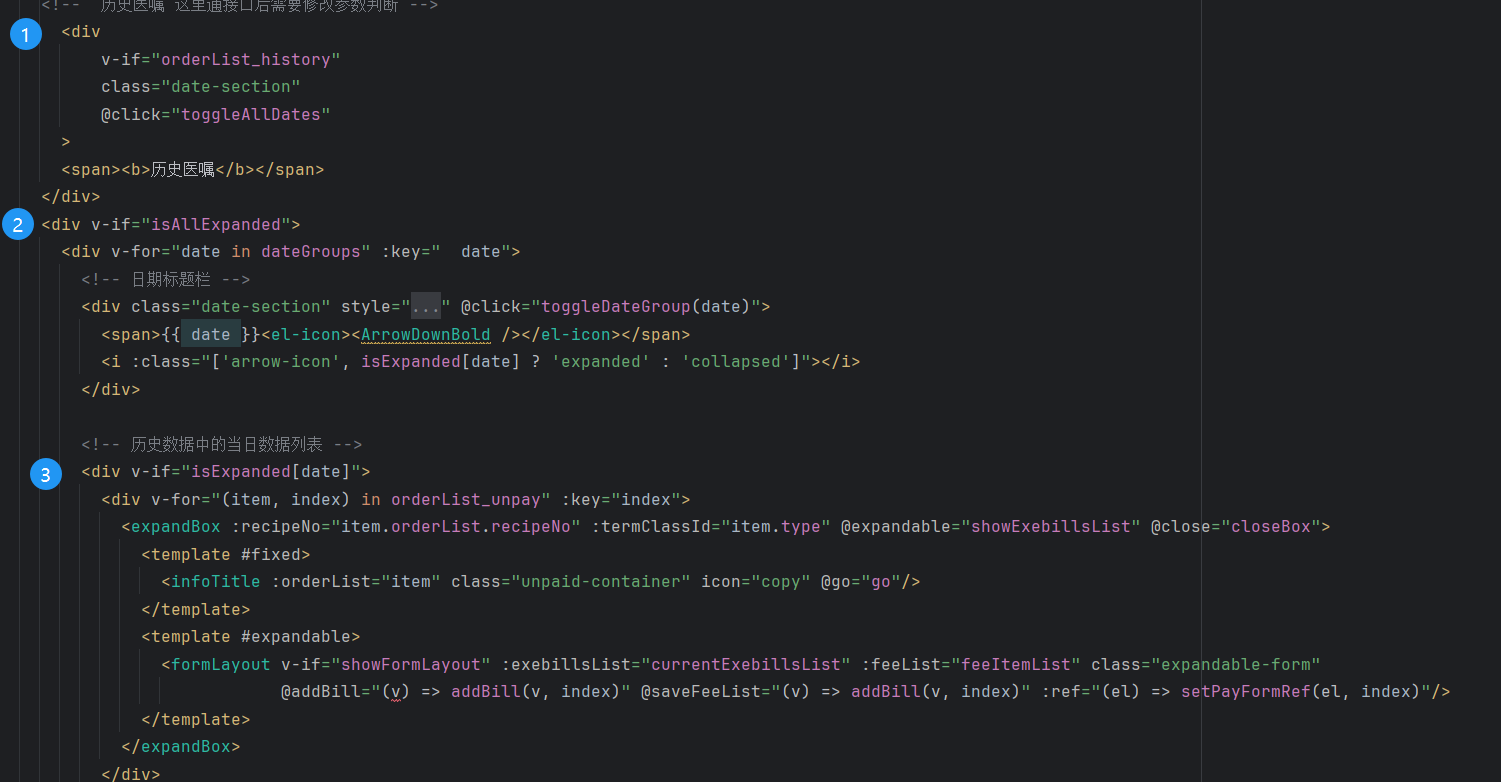 <!-- 历史医嘱 这里通接口后需要修改参数判断 -->
1 <div
v-if="orderList_history"
class="date-section"
@click="toggleAllDates"
>
<span><b>历史医嘱</b></span>
</div>
2 <div v-if="isAllExpanded">
<div v-for="date in dateGroups" :key="  date">
<!-- 日期标题栏 -->
<div class="date-section" style="..." @click="toggleDateGroup(date)">
<span>{{ date }}<el-icon><ArrowDownBold /></el-icon></span>
<i :class="['arrow-icon', isExpanded[date] ? 'expanded' : 'collapsed']"></i>
</div>
<!-- 历史数据中的当日数据列表 -->
3 <div v-if="isExpanded[date]">
<div v-for="(item, index) in orderList_unpay" :key="index">
<expandBox :recipeNo="item.orderList.recipeNo" :termClassId="item.type" @expandable="showExebillsList" @close="closeBox">
<template #fixed>
<infoTitle :orderList="item" class="unpaid-container" icon="copy" @go="go"/>
</template>
<template #expandable>
<formLayout v-if="showFormLayout" :exebillsList="currentExebillsList" :feeList="feeItemList" class="expandable-form"
@addBill="(v) => addBill(v, index)" @saveFeeList="(v) => addBill(v, index)" :ref="(el) => setPayFormRef(el, index)"/>
</template>
</expandBox>
</div>